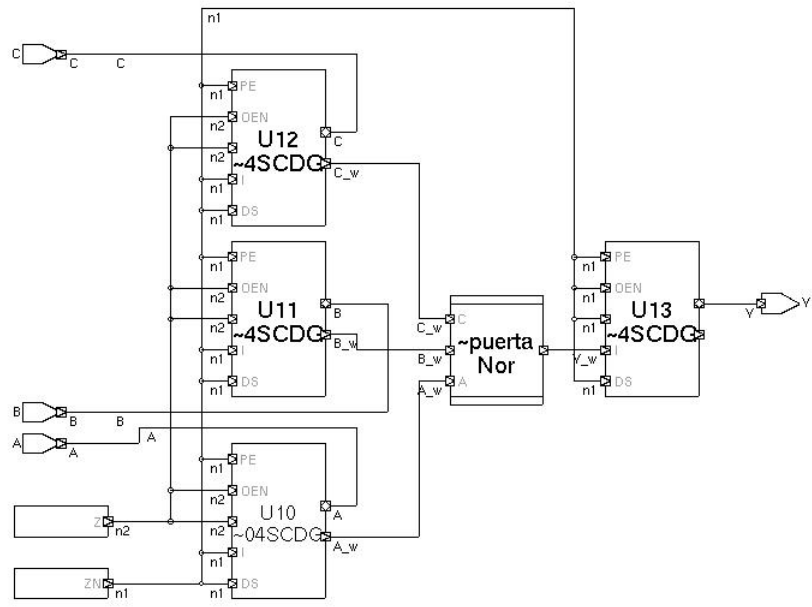 n1
C
C
C
PE
n1
OEN
n2
U12
C
n2
~4SCDG
C_w
I
n1
DS
n1
PE
n1
PE
n1
OEN
n2
OEN
n1
U11
B
U13
Y
Y
n2
~4SCDG
B_w
n1
~4SCDG
C
C_w
~puerta
B_w
Nor
Y_w
I
n1
I
DS
n1
A
A_w
DS
n1
B
B
B
A
A
A
PE
n1
OEN
n2
U10
A
Z
n2
n2
~04SCDG
A_w
I
n1
ZN
n1
DS
n1